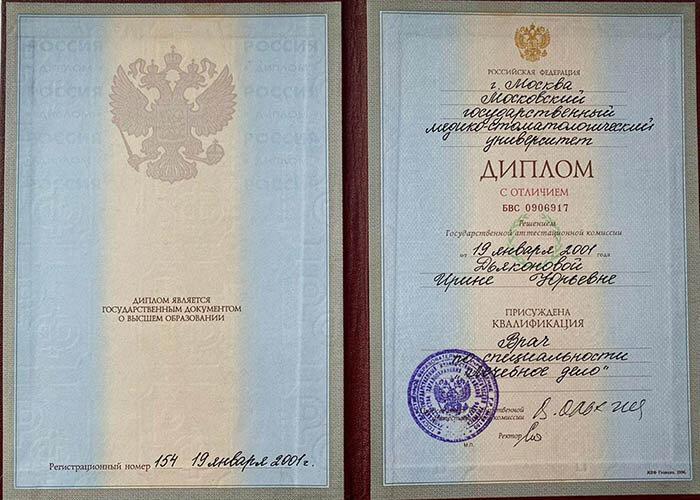 ДИПЛОМ ЯВЛЯЕТСЯ
ГОСУДАРСТВЕННЫМ ДОКУМЕНТОМ
О ВЫСШЕМ ОБРАЗОВАНИИ
Регистрационный номер 154 19 января 2001г.
РОССИЙСКАЯ ФЕДЕРАЦИЯ
г. Москва
Московский
государственный
медико-стоматологический
университет
ДИПЛОМ
С ОТЛИЧИЕМ
БВС 0906917
Решением
Государственной аттестационной комиссии
от 19 января 2001 года
Дьяконовой
Ирине Юрьевне
ПРИСУЖДЕНА
КВАЛИФИКАЦИЯ
Врач
по специальности
"Лечебное дело"
Ректор
М.П.